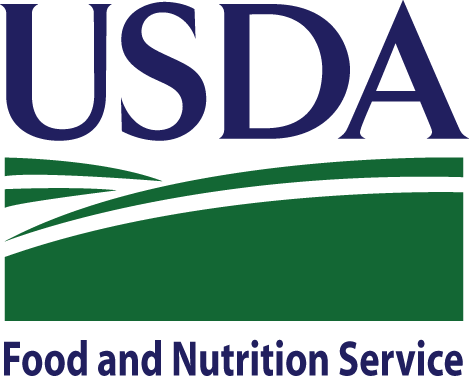 USDA
Food and Nutrition Service